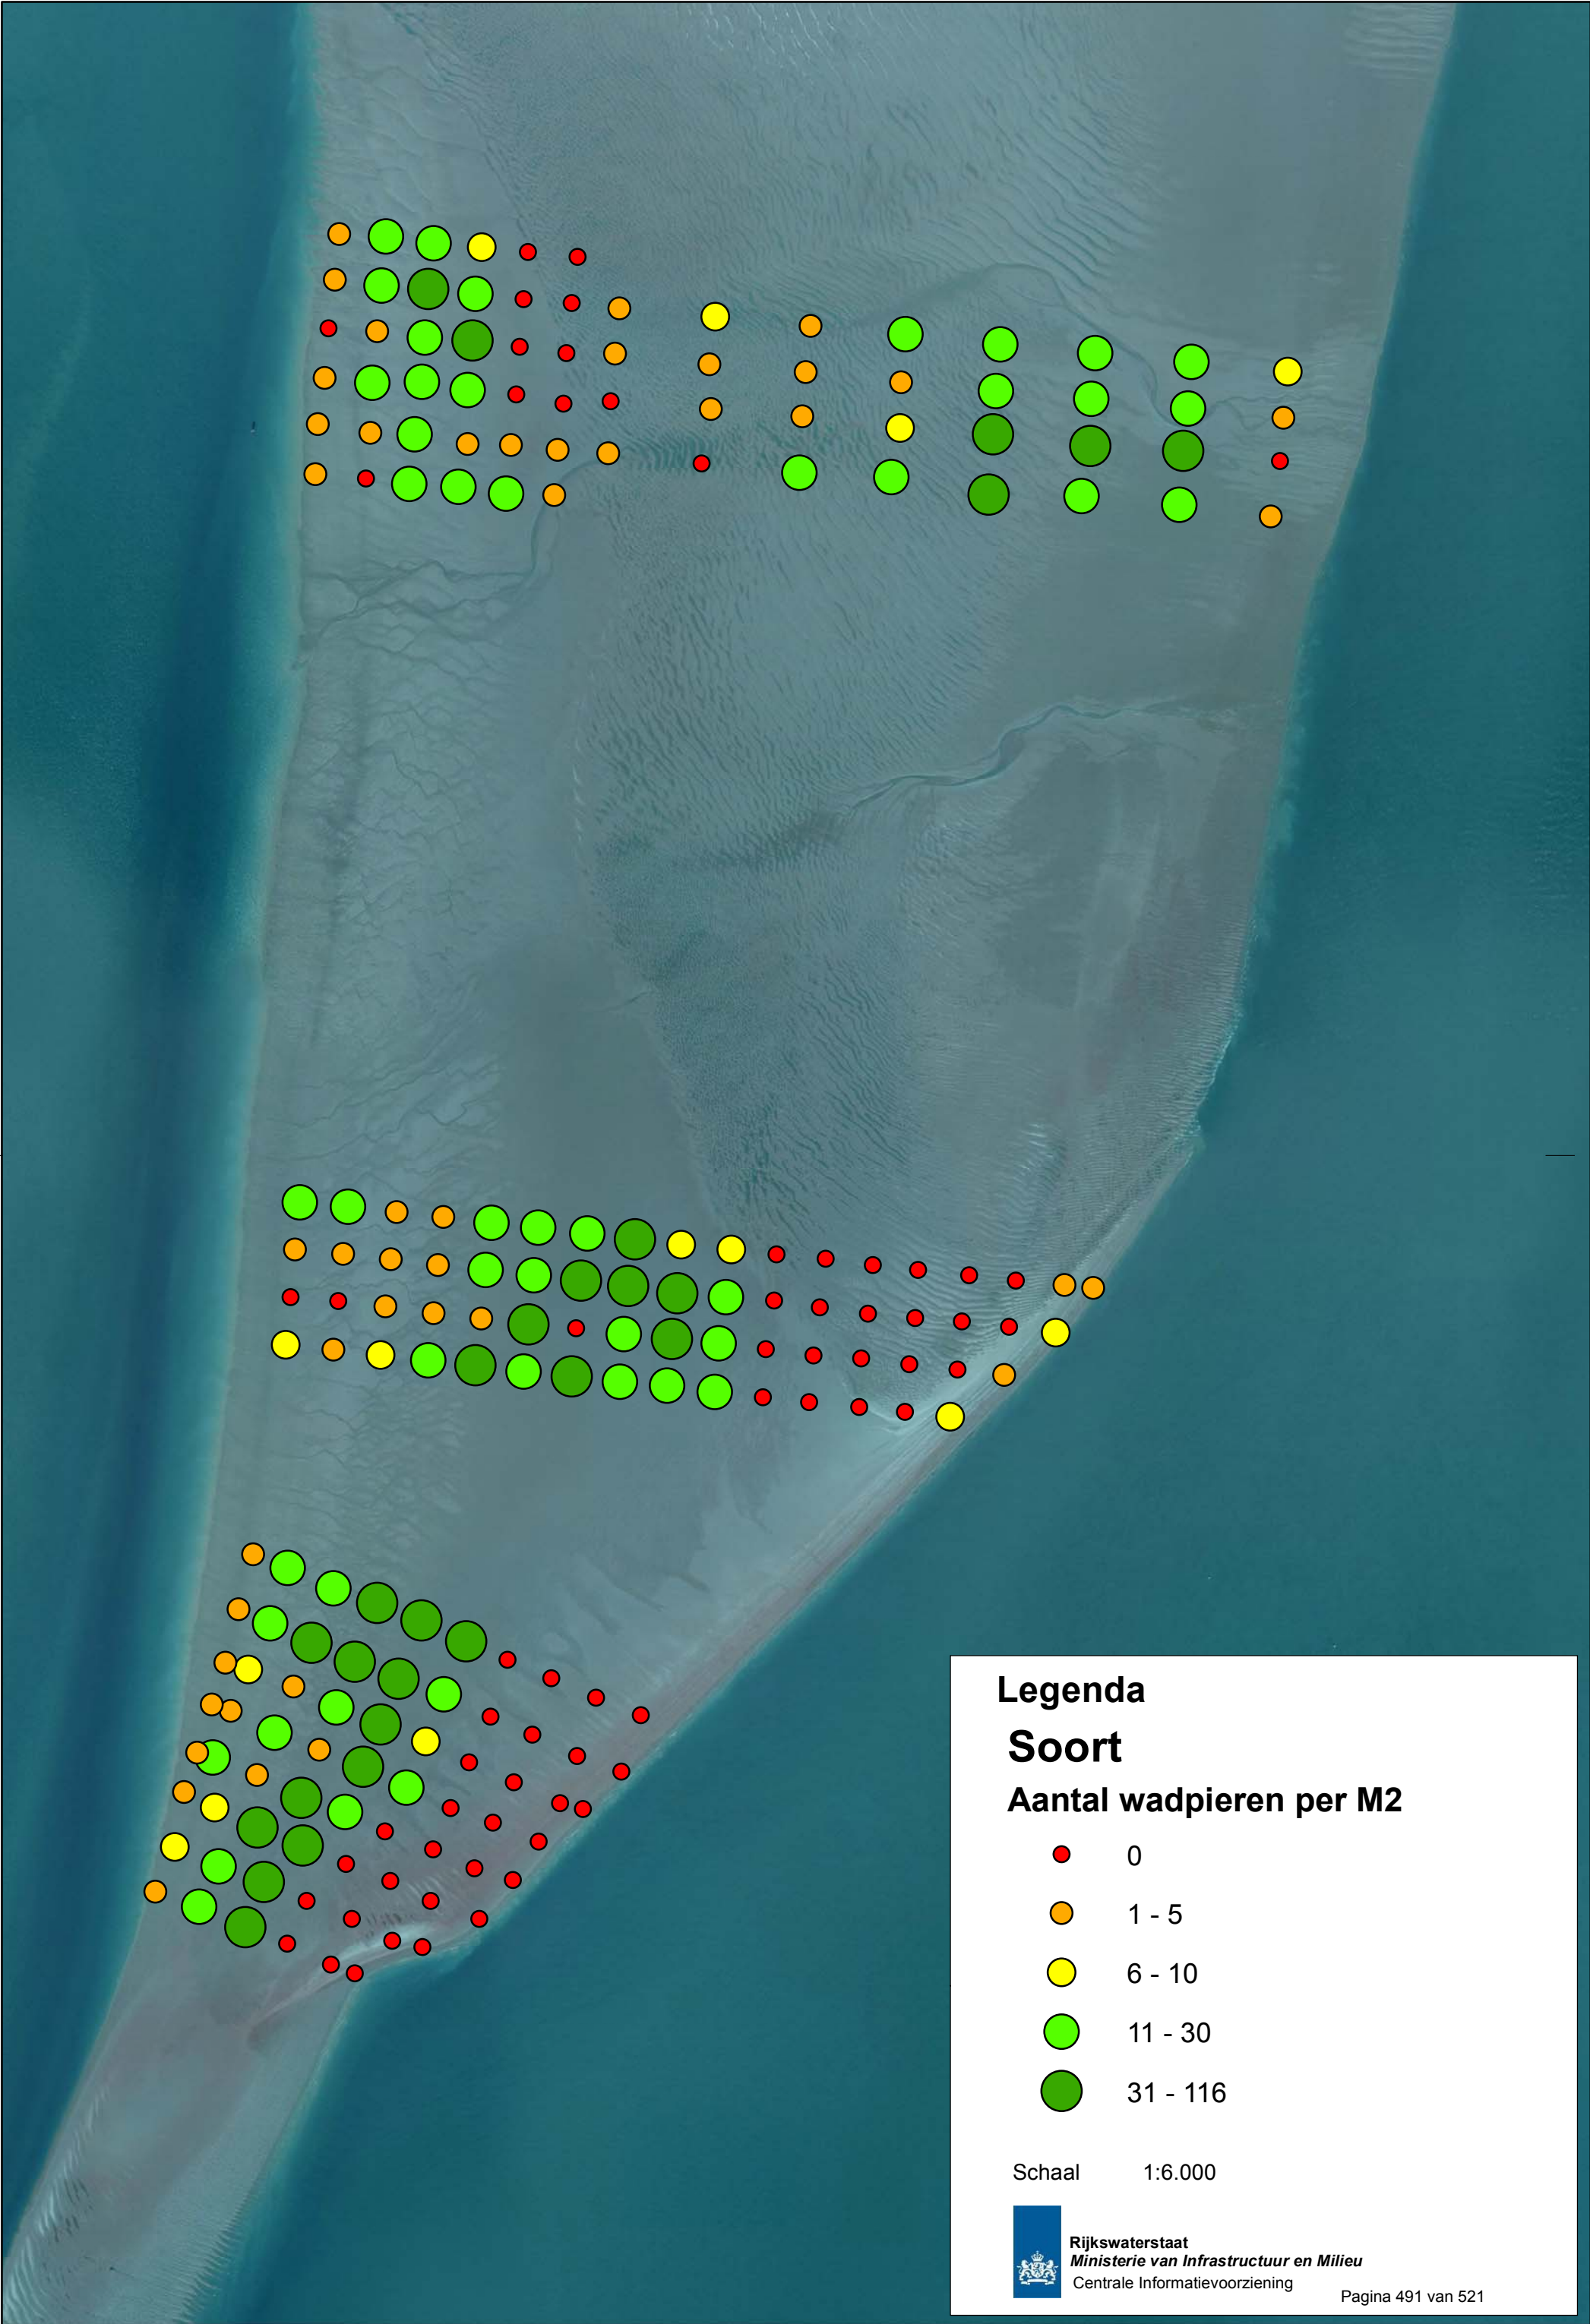 Legenda
Soort
Aantal wadpieren per M2
0
1 - 5
6 - 10
11 - 30
31 - 116
Schaal 1:6.000
Rijkswaterstaat
Ministerie van Infrastructuur en Milieu
Centrale Informatievoorziening
Pagina 491 van 521